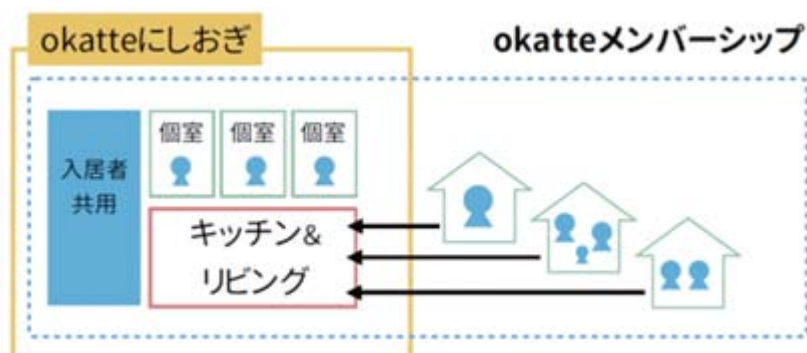 okatteにしおぎ
okatteメンバーシップ
入居者
共用
個室
個室
個室
キッチン&
リビング